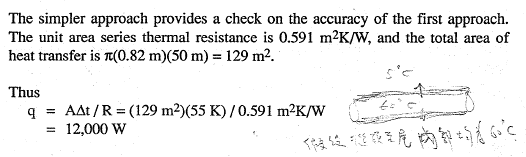 The simpler approach provides a check on the accuracy of the first approach.
The unit area series thermal resistance is 0.591 m²K/W, and the total area of
heat transfer is π(0.82 m)(50 m) = 129 m².
5°C
Thus
60°C
q = AΔt / R = (129 m²)(55 K) / 0.591 m²K/W
= 12,000 W
假設 內部均為 60°C